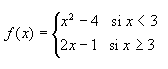 f(x) = { x² − 4 si x < 3
2x − 1 si x ≥ 3